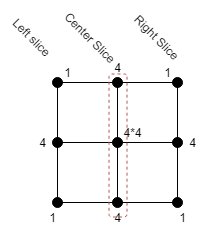 Left slice
Center Slice
Right Slice
1 4 1
4 4*4 4
1 4 1